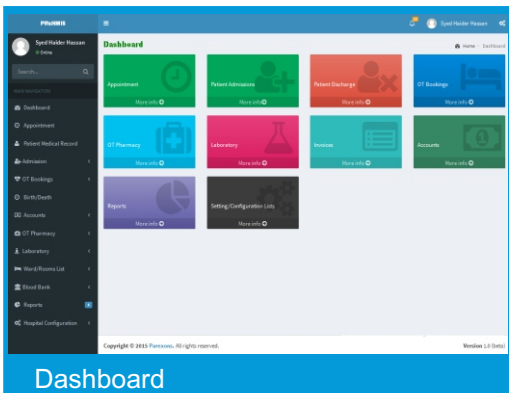 Syed Haider Hassan
Syed Haider Hassan
Online
Search...
MAIN NAVIGATION
Dashboard
Appointment
Patient Medical Record
Admission
OT Bookings
Birth/Death
Accounts
OT Pharmacy
Laboratory
Ward/Rooms List
Blood Bank
Reports
Hospital Configuration
Dashboard
Home > Dashboard
Appointment
More info
Patient Admissions
More info
Patient Discharge
More info
OT Bookings
More info
OT Pharmacy
More info
Laboratory
More info
Invoices
More info
Accounts
More info
Reports
More info
Setting/Configuration Lists
More info
Copyright © 2015
All rights reserved.
Version 1.0 (beta)
Dashboard